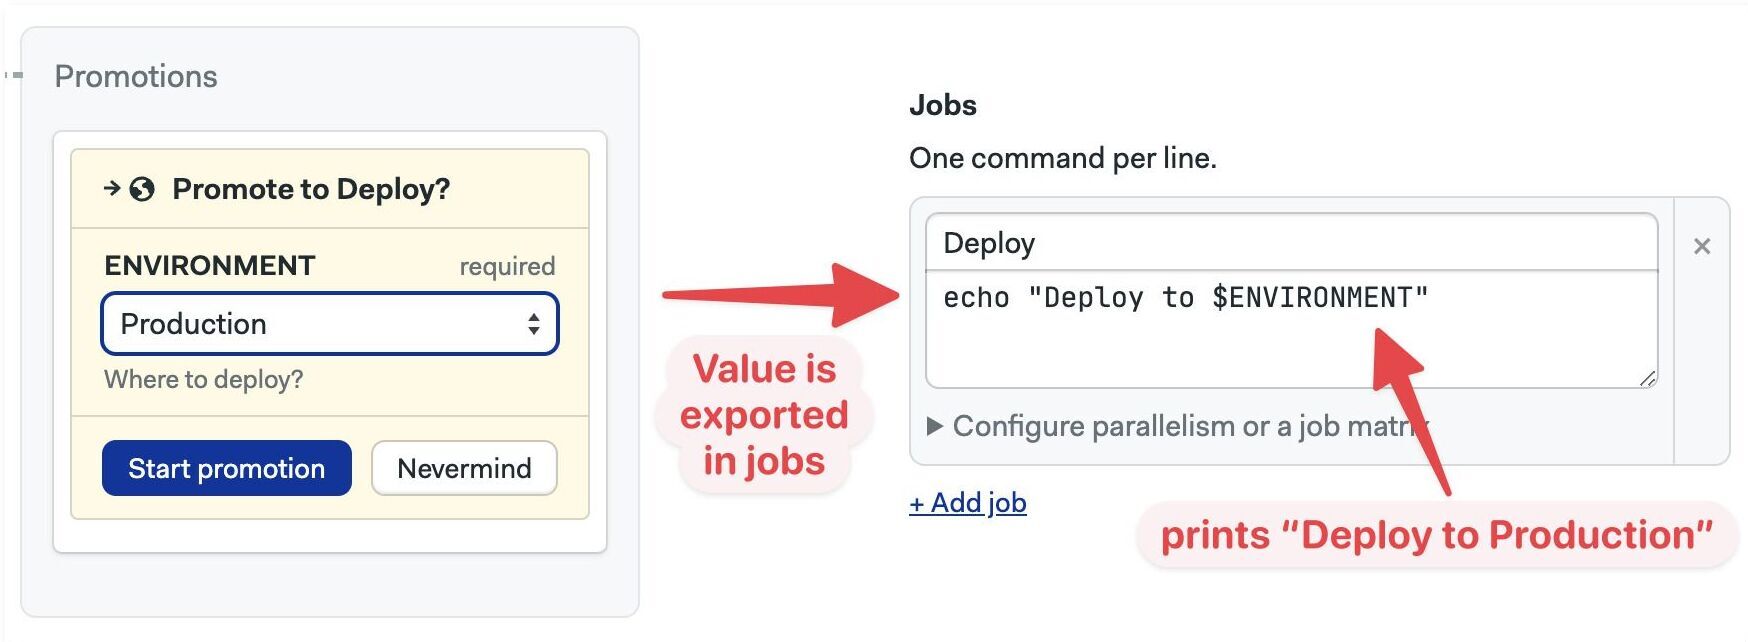 Promotions
Promote to Deploy?
ENVIRONMENT required
Production
Where to deploy?
Start promotion Nevermind
Value is
exported
in jobs
Jobs
One command per line.
Deploy
echo "Deploy to $ENVIRONMENT"
Configure parallelism or a job matrix
+ Add job
prints “Deploy to Production”